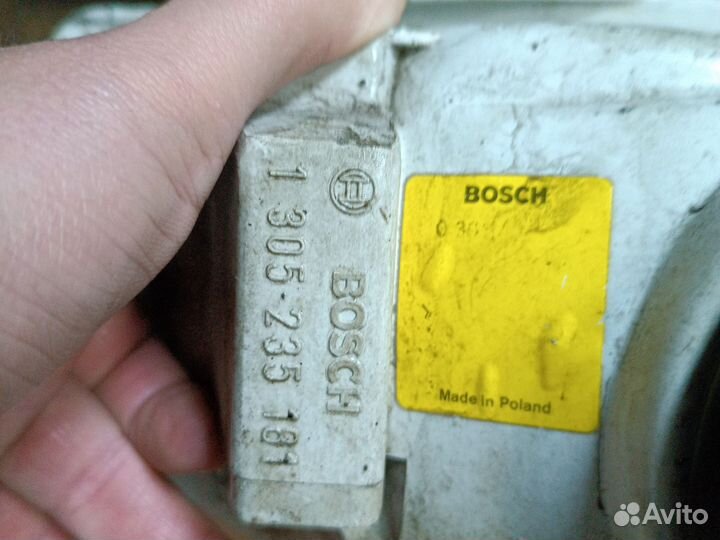 1 305 235 181
BOSCH
BOSCH
Made in Poland
Avito